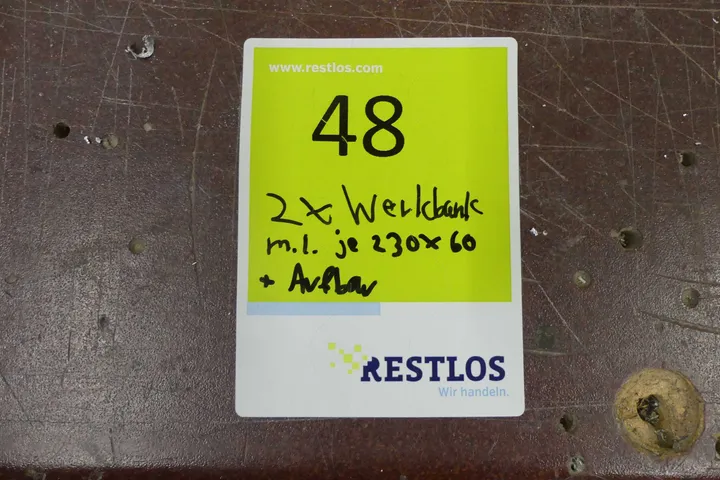 www.restlos.com
48
2x Werkbank
m.l. je 230x60
+ Aufbau
RESTLOS
Wir handeln.